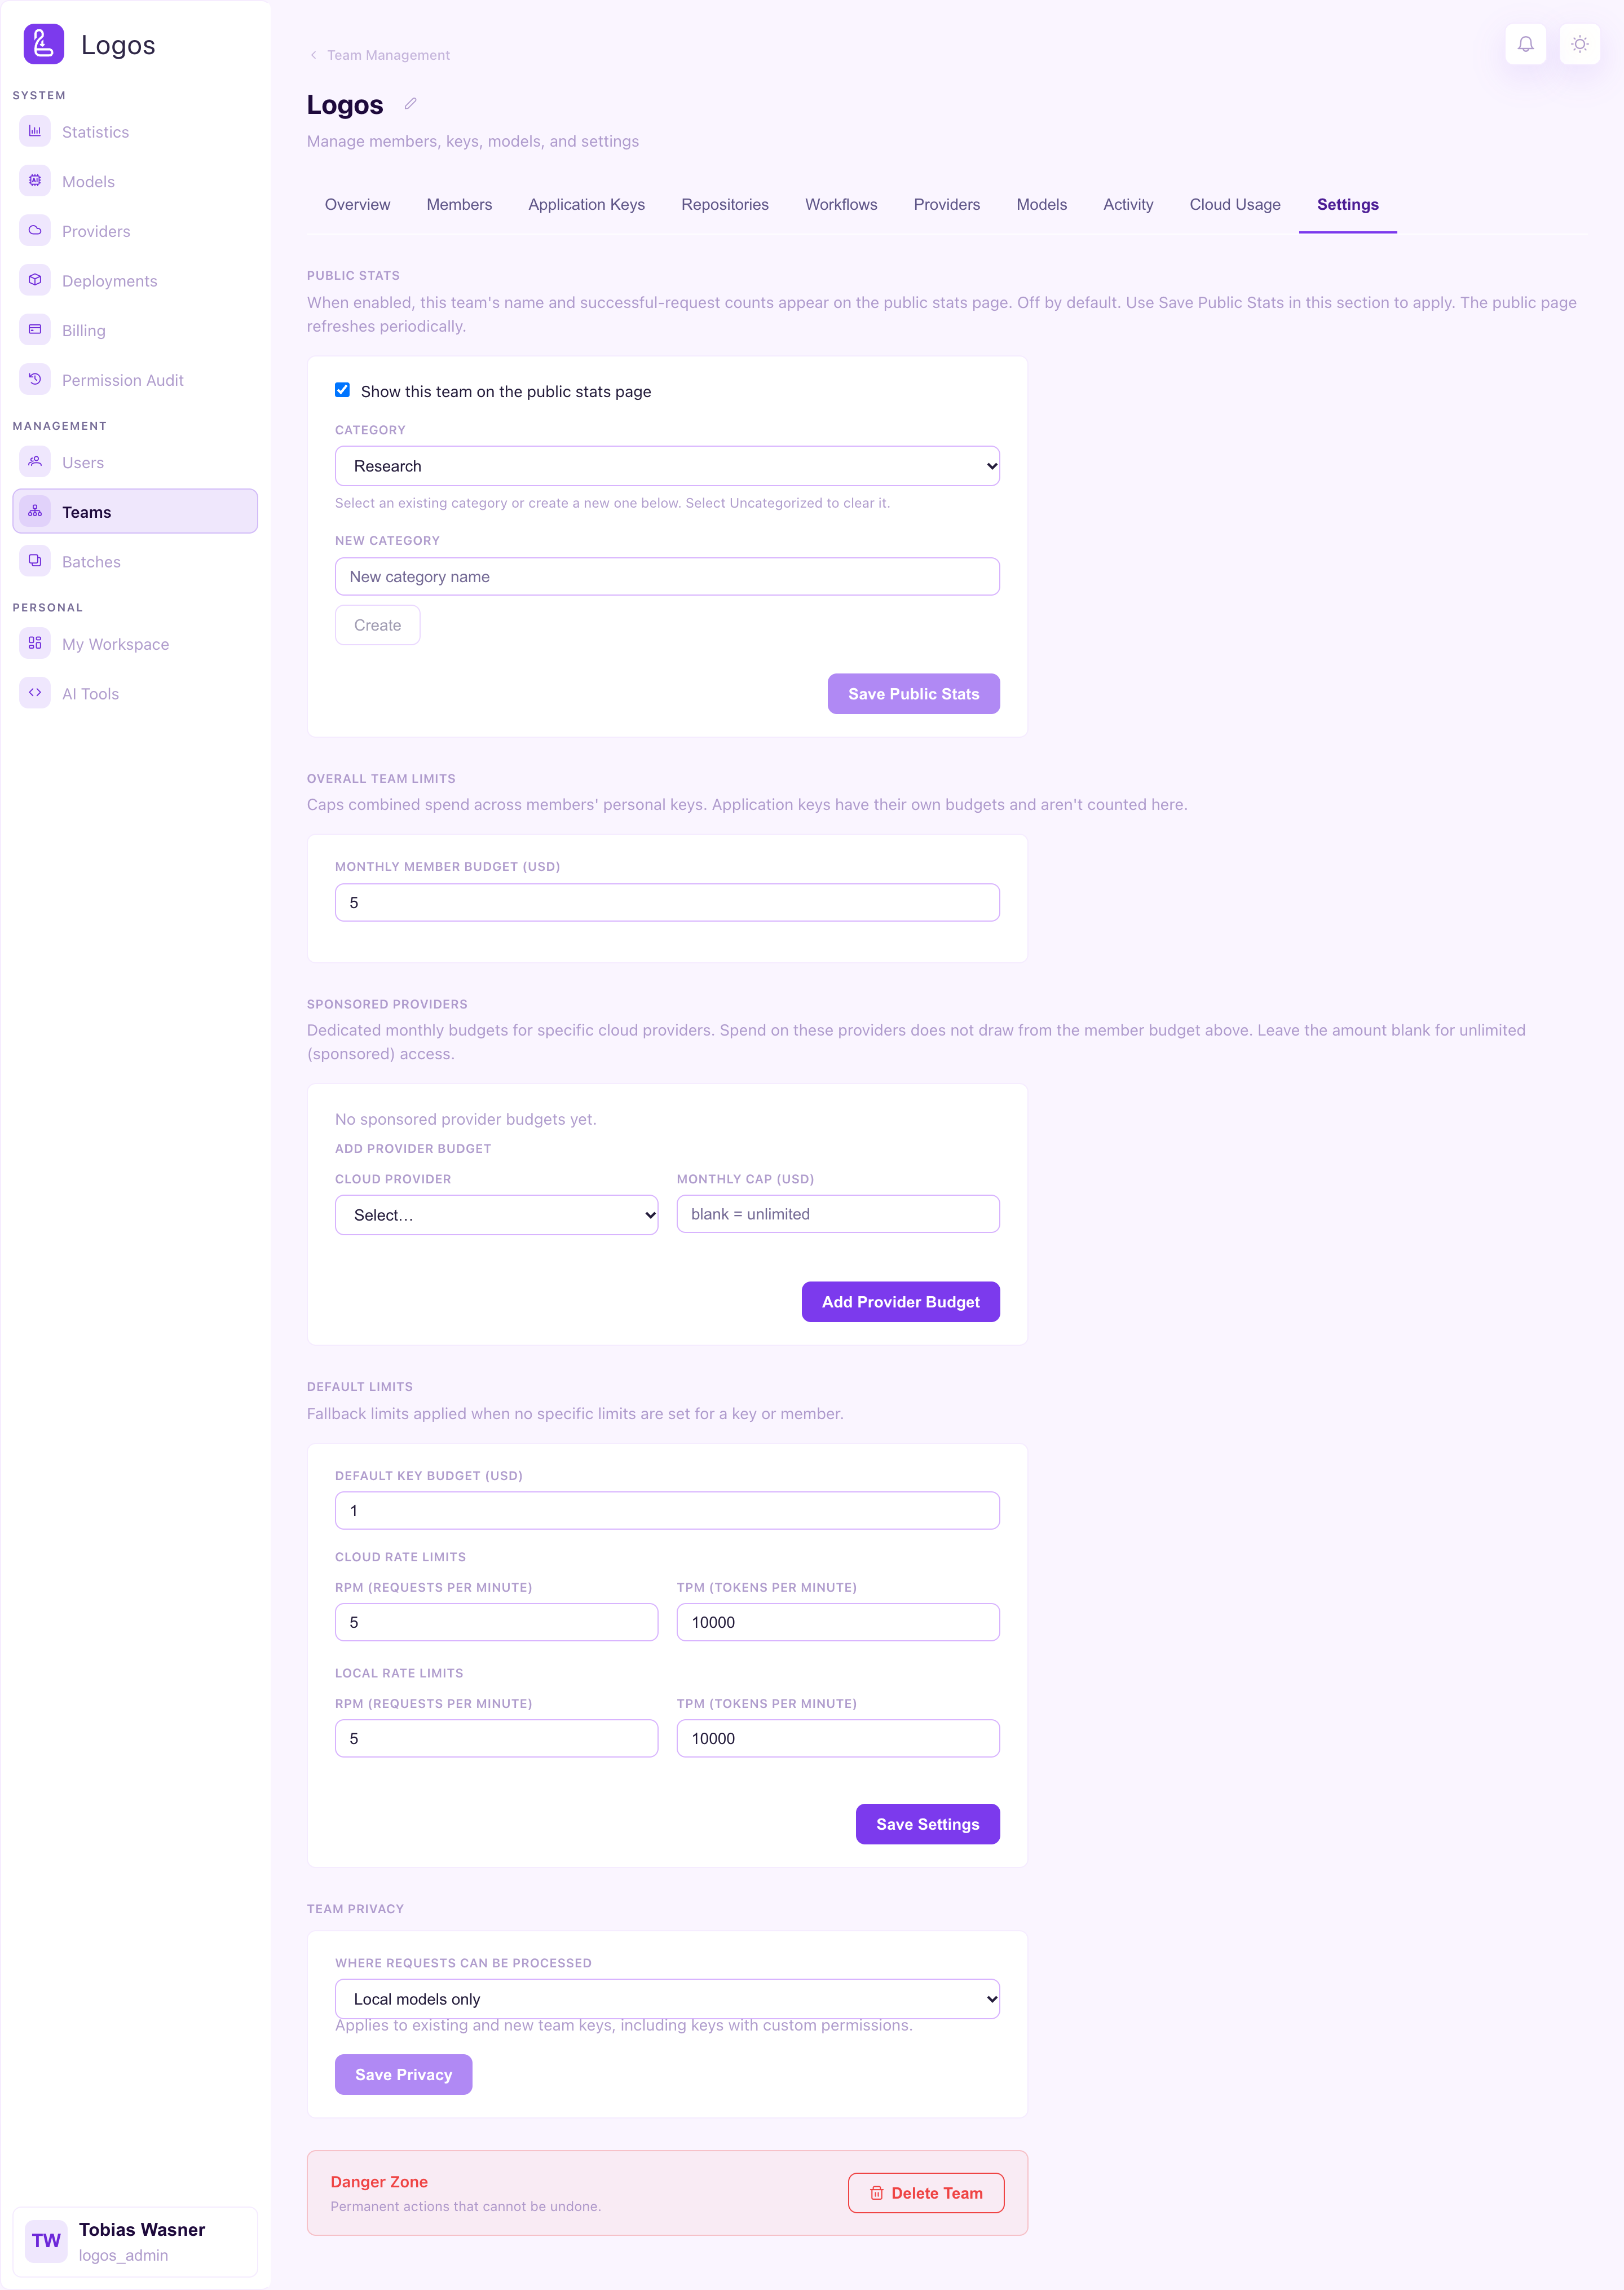 Logos
SYSTEM
Statistics
Models
Providers
Deployments
Billing
Permission Audit
MANAGEMENT
Users
Teams
Batches
PERSONAL
My Workspace
AI Tools
TW
Tobias Wasner
logos_admin
Team Management
Logos
Manage members, keys, models, and settings
Overview Members Application Keys Repositories Workflows Providers Models Activity Cloud Usage Settings
PUBLIC STATS
When enabled, this team's name and successful-request counts appear on the public stats page. Off by default. Use Save Public Stats in this section to apply. The public page
refreshes periodically.
Show this team on the public stats page
CATEGORY
Research
Select an existing category or create a new one below. Select Uncategorized to clear it.
NEW CATEGORY
New category name
Create
Save Public Stats
OVERALL TEAM LIMITS
Caps combined spend across members' personal keys. Application keys have their own budgets and aren't counted here.
MONTHLY MEMBER BUDGET (USD)
5
SPONSORED PROVIDERS
Dedicated monthly budgets for specific cloud providers. Spend on these providers does not draw from the member budget above. Leave the amount blank for unlimited
(sponsored) access.
No sponsored provider budgets yet.
ADD PROVIDER BUDGET
CLOUD PROVIDER MONTHLY CAP (USD)
Select... blank = unlimited
Add Provider Budget
DEFAULT LIMITS
Fallback limits applied when no specific limits are set for a key or member.
DEFAULT KEY BUDGET (USD)
1
CLOUD RATE LIMITS
RPM (REQUESTS PER MINUTE) TPM (TOKENS PER MINUTE)
5 10000
LOCAL RATE LIMITS
RPM (REQUESTS PER MINUTE) TPM (TOKENS PER MINUTE)
5 10000
Save Settings
TEAM PRIVACY
WHERE REQUESTS CAN BE PROCESSED
Local models only
Applies to existing and new team keys, including keys with custom permissions.
Save Privacy
Danger Zone
Permanent actions that cannot be undone.
Delete Team